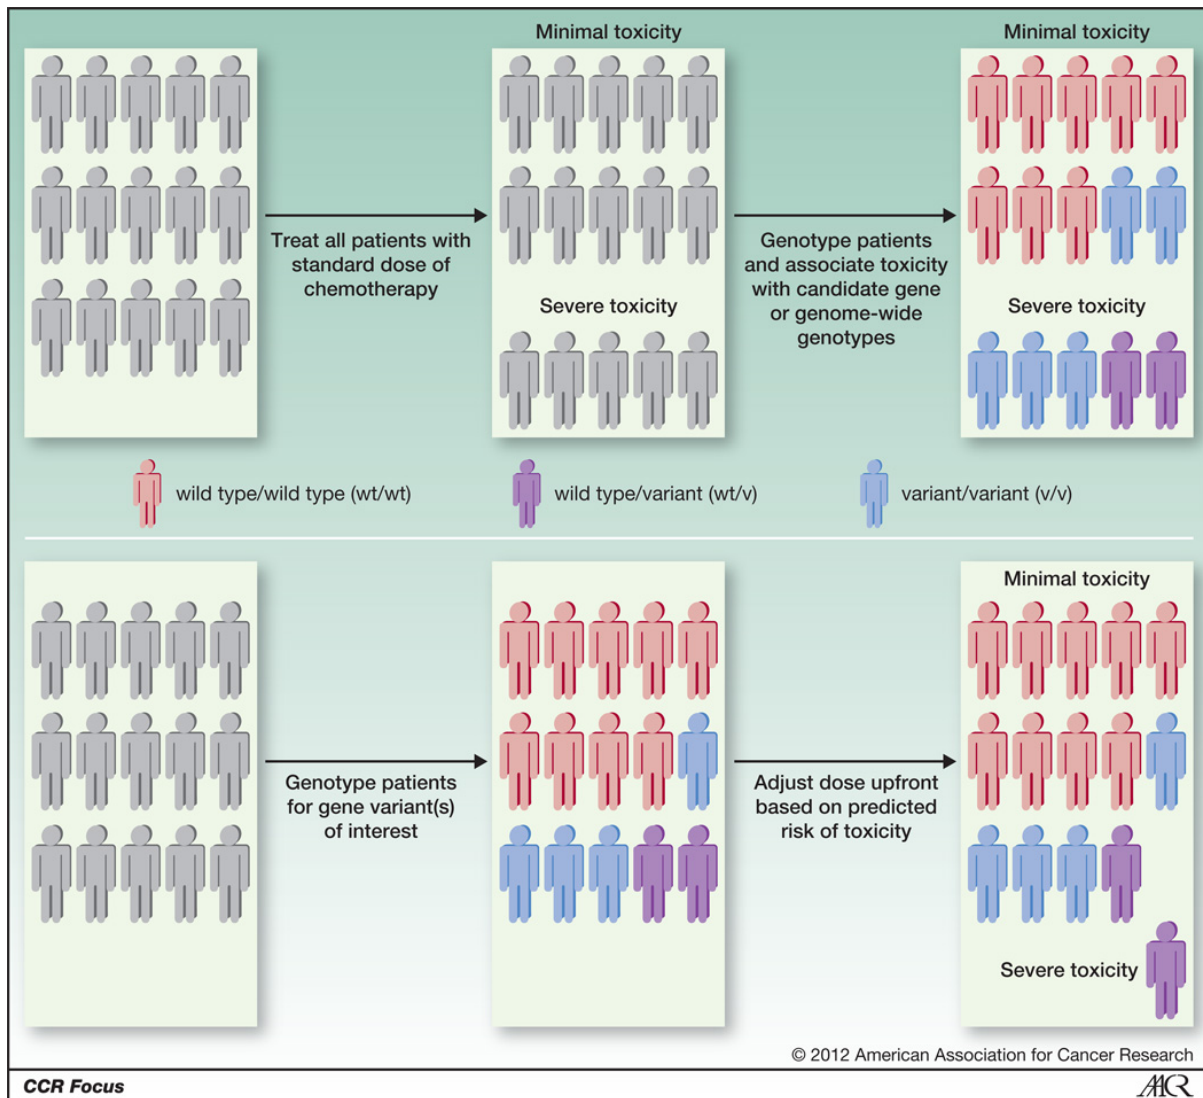 Minimal toxicity
Minimal toxicity
Treat all patients with
standard dose of
chemotherapy
Genotype patients
and associate toxicity
with candidate gene
or genome-wide
genotypes
Severe toxicity
Severe toxicity
wild type/wild type (wt/wt)
wild type/variant (wt/v)
variant/variant (v/v)
Minimal toxicity
Genotype patients
for gene variant(s)
of interest
Adjust dose upfront
based on predicted
risk of toxicity
Severe toxicity
© 2012 American Association for Cancer Research
CCR Focus
AACR